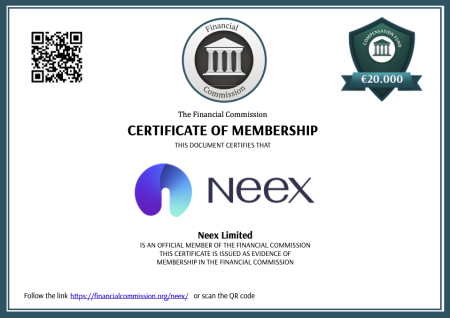 Financial
Commission
COMPENSATION FUND
€20.000
The Financial Commission
CERTIFICATE OF MEMBERSHIP
THIS DOCUMENT CERTIFIES THAT
Neex
Neex Limited
IS AN OFFICIAL MEMBER OF THE FINANCIAL COMMISSION
THIS CERTIFICATE IS ISSUED AS EVIDENCE OF
MEMBERSHIP IN THE FINANCIAL COMMISSION
Follow the link https://financialcommission.org/neex/ or scan the QR code